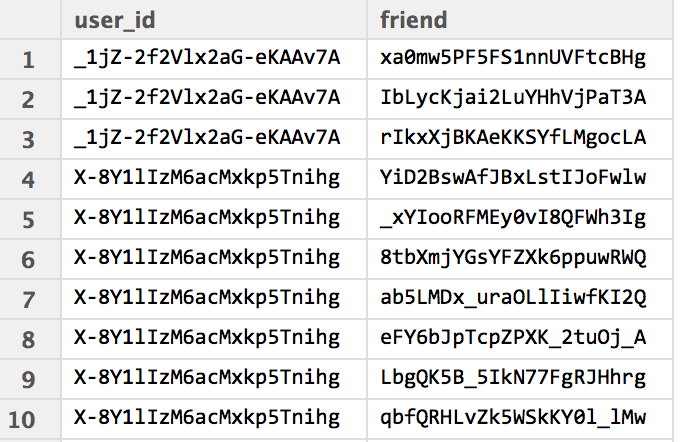 user_id friend
1 _1jZ-2f2Vlx2aG-eKAAv7A xa0mw5PF5FS1nnUVFtcBHg
2 _1jZ-2f2Vlx2aG-eKAAv7A IbLycKjai2LuYHhVjPaT3A
3 _1jZ-2f2Vlx2aG-eKAAv7A rIkxXjBKAeKKSYfLMgocLA
4 X-8Y1lIzM6acMxkp5Tnihg YiD2BswAfJBxLstIJoFwlw
5 X-8Y1lIzM6acMxkp5Tnihg _xYIooRFMEy0vI8QFWh3Ig
6 X-8Y1lIzM6acMxkp5Tnihg 8tbXmjYGsYFZXk6ppuwRWQ
7 X-8Y1lIzM6acMxkp5Tnihg ab5LMDx_uraOLlIiwfKI2Q
8 X-8Y1lIzM6acMxkp5Tnihg eFY6bJpTcpZPXK_2tuOj_A
9 X-8Y1lIzM6acMxkp5Tnihg LbgQK5B_5IkN77FgRJHhrg
10 X-8Y1lIzM6acMxkp5Tnihg qbfQRHLvZk5WSkKY0l_lMw